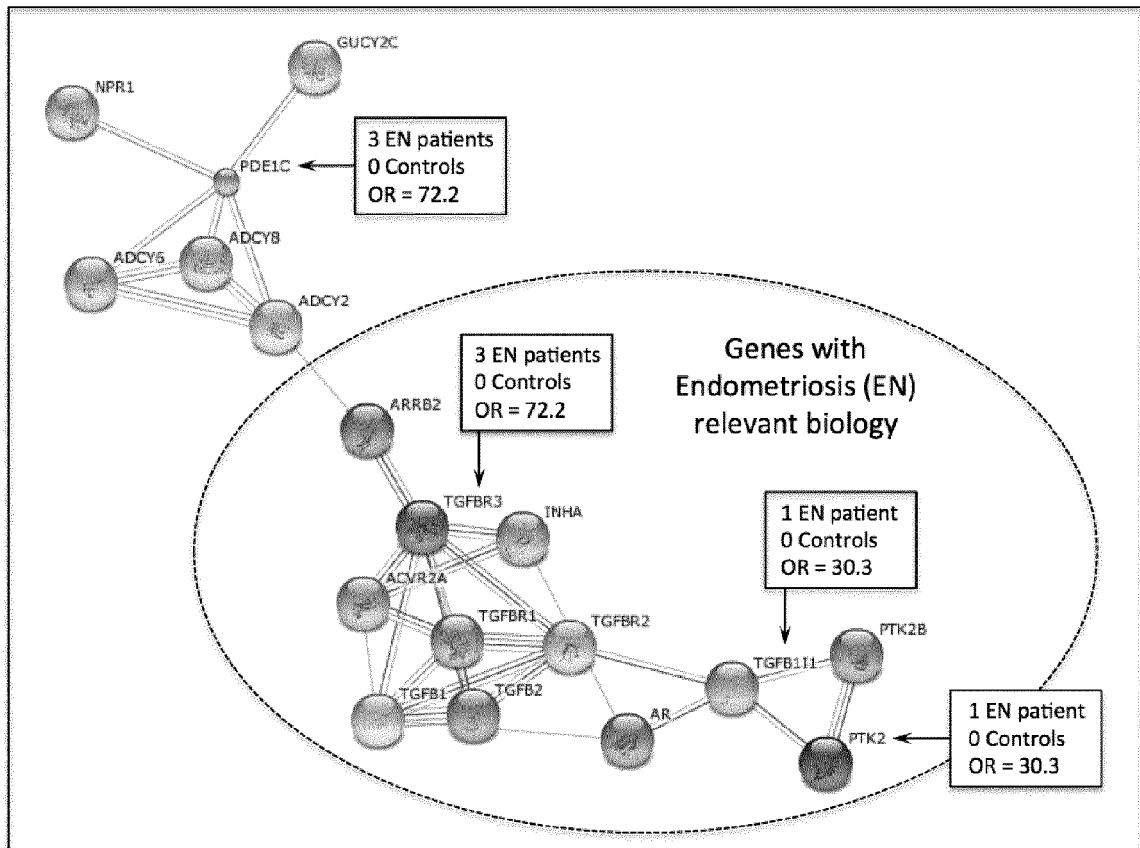 GUCY2C
NPR1
PDE1C
3 EN patients
0 Controls
OR = 72.2
ADCY8
ADCY6
ADCY2
3 EN patients
0 Controls
OR = 72.2
Genes with
Endometriosis (EN)
relevant biology
ARRB2
TGFBR3
INHA
1 EN patient
0 Controls
OR = 30.3
ACVR2A
TGFBR1
TGFBR2
PTK2B
TGFB1I1
TGFB1
TGFB2
AR
PTK2
1 EN patient
0 Controls
OR = 30.3